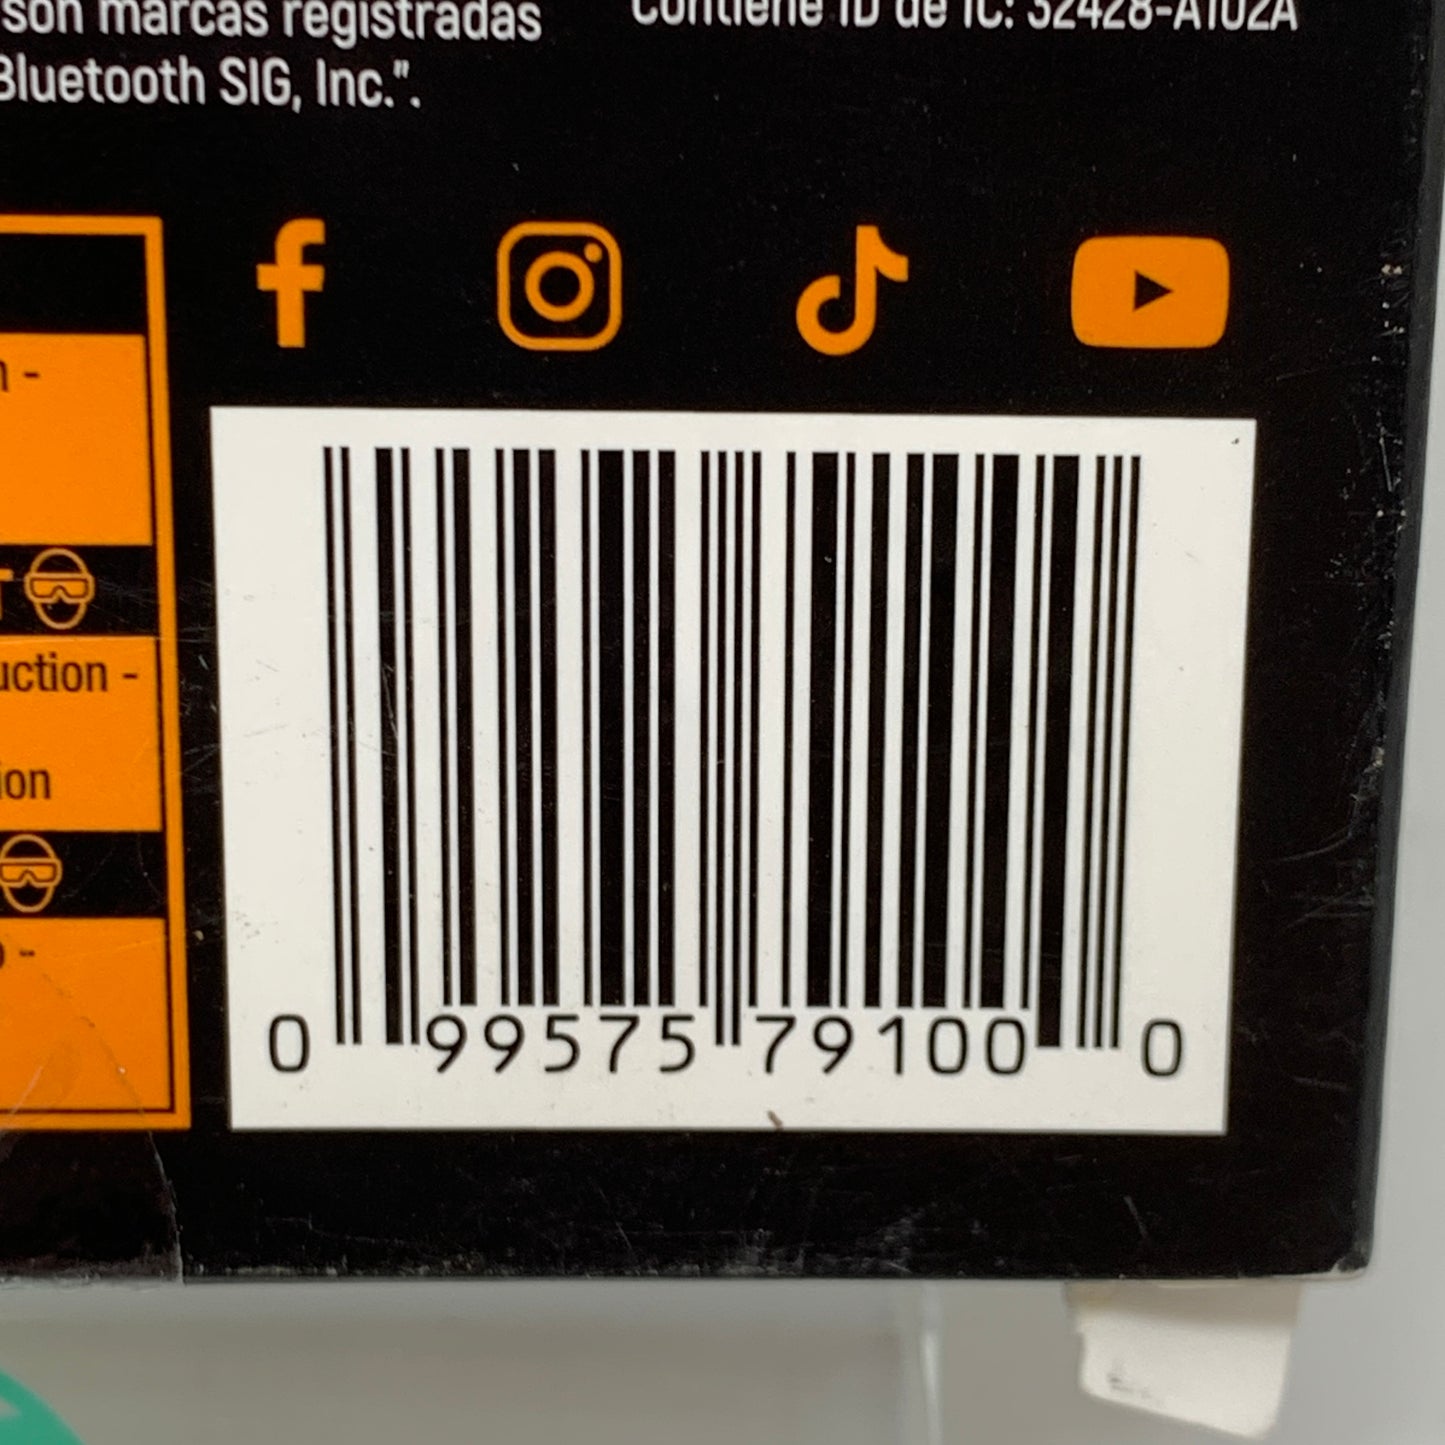 son marcas registradas
Bluetooth SIG, Inc.".
Contiene ID de IC: 32428-A102A
n -
T
uction -
ion
o -
0 99575 79100 0